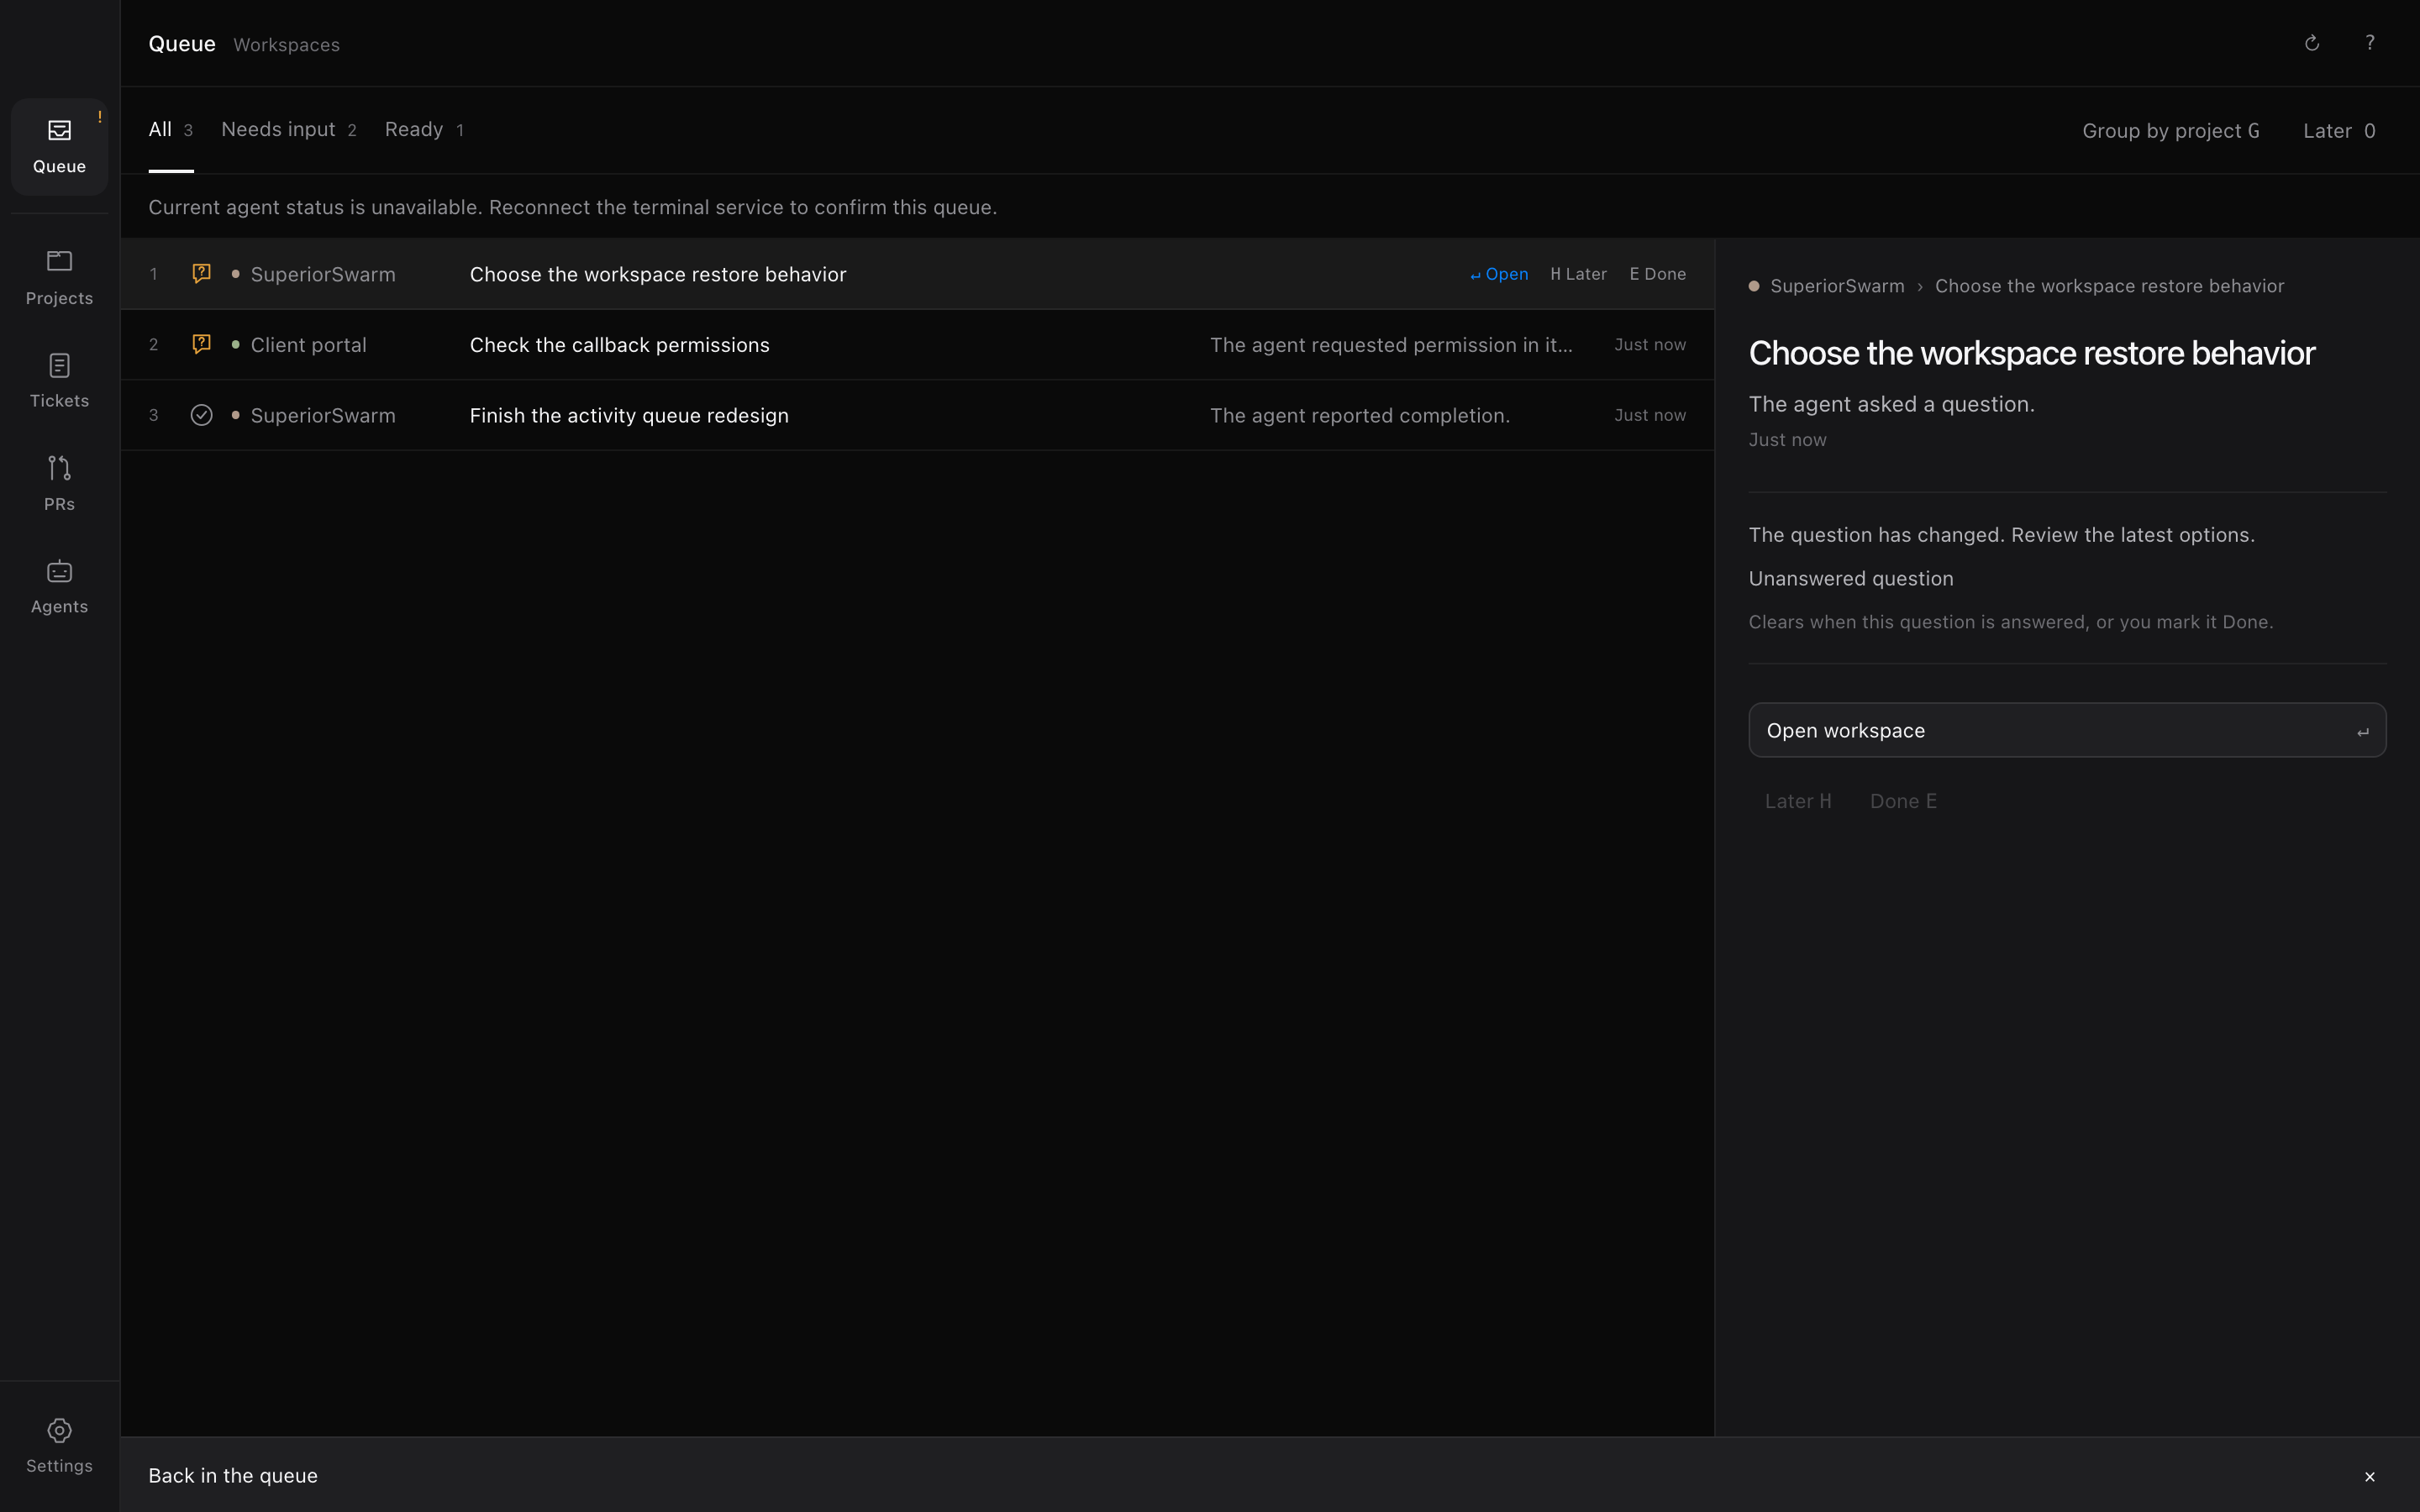 Queue Workspaces
?
!
Queue
All 3 Needs input 2 Ready 1
Group by project G Later 0
Current agent status is unavailable. Reconnect the terminal service to confirm this queue.
Projects
Tickets
PRs
Agents
Settings
1 SuperiorSwarm Choose the workspace restore behavior ↵ Open H Later E Done
2 Client portal Check the callback permissions The agent requested permission in it... Just now
3 SuperiorSwarm Finish the activity queue redesign The agent reported completion. Just now
SuperiorSwarm › Choose the workspace restore behavior
Choose the workspace restore behavior
The agent asked a question.
Just now
The question has changed. Review the latest options.
Unanswered question
Clears when this question is answered, or you mark it Done.
Open workspace ↵
Later H Done E
Back in the queue ×